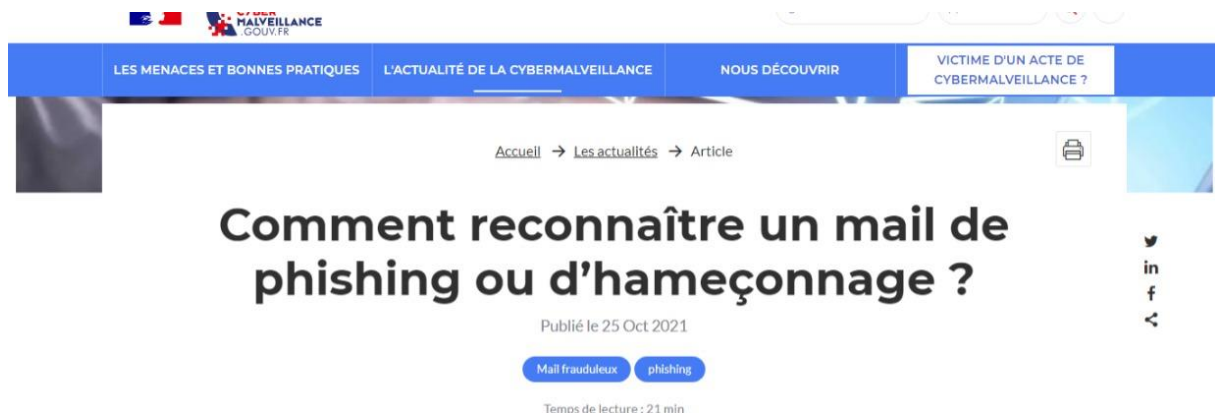 MALVEILLANCE
.GOUV.FR
LES MENACES ET BONNES PRATIQUES
L'ACTUALITÉ DE LA CYBERMALVEILLANCE
NOUS DÉCOUVRIR
VICTIME D'UN ACTE DE
CYBERMALVEILLANCE ?
Accueil → Les actualités → Article
Comment reconnaître un mail de
phishing ou d’hameçonnage ?
Publié le 25 Oct 2021
Mail frauduleux phishing
Temps de lecture : 21 min